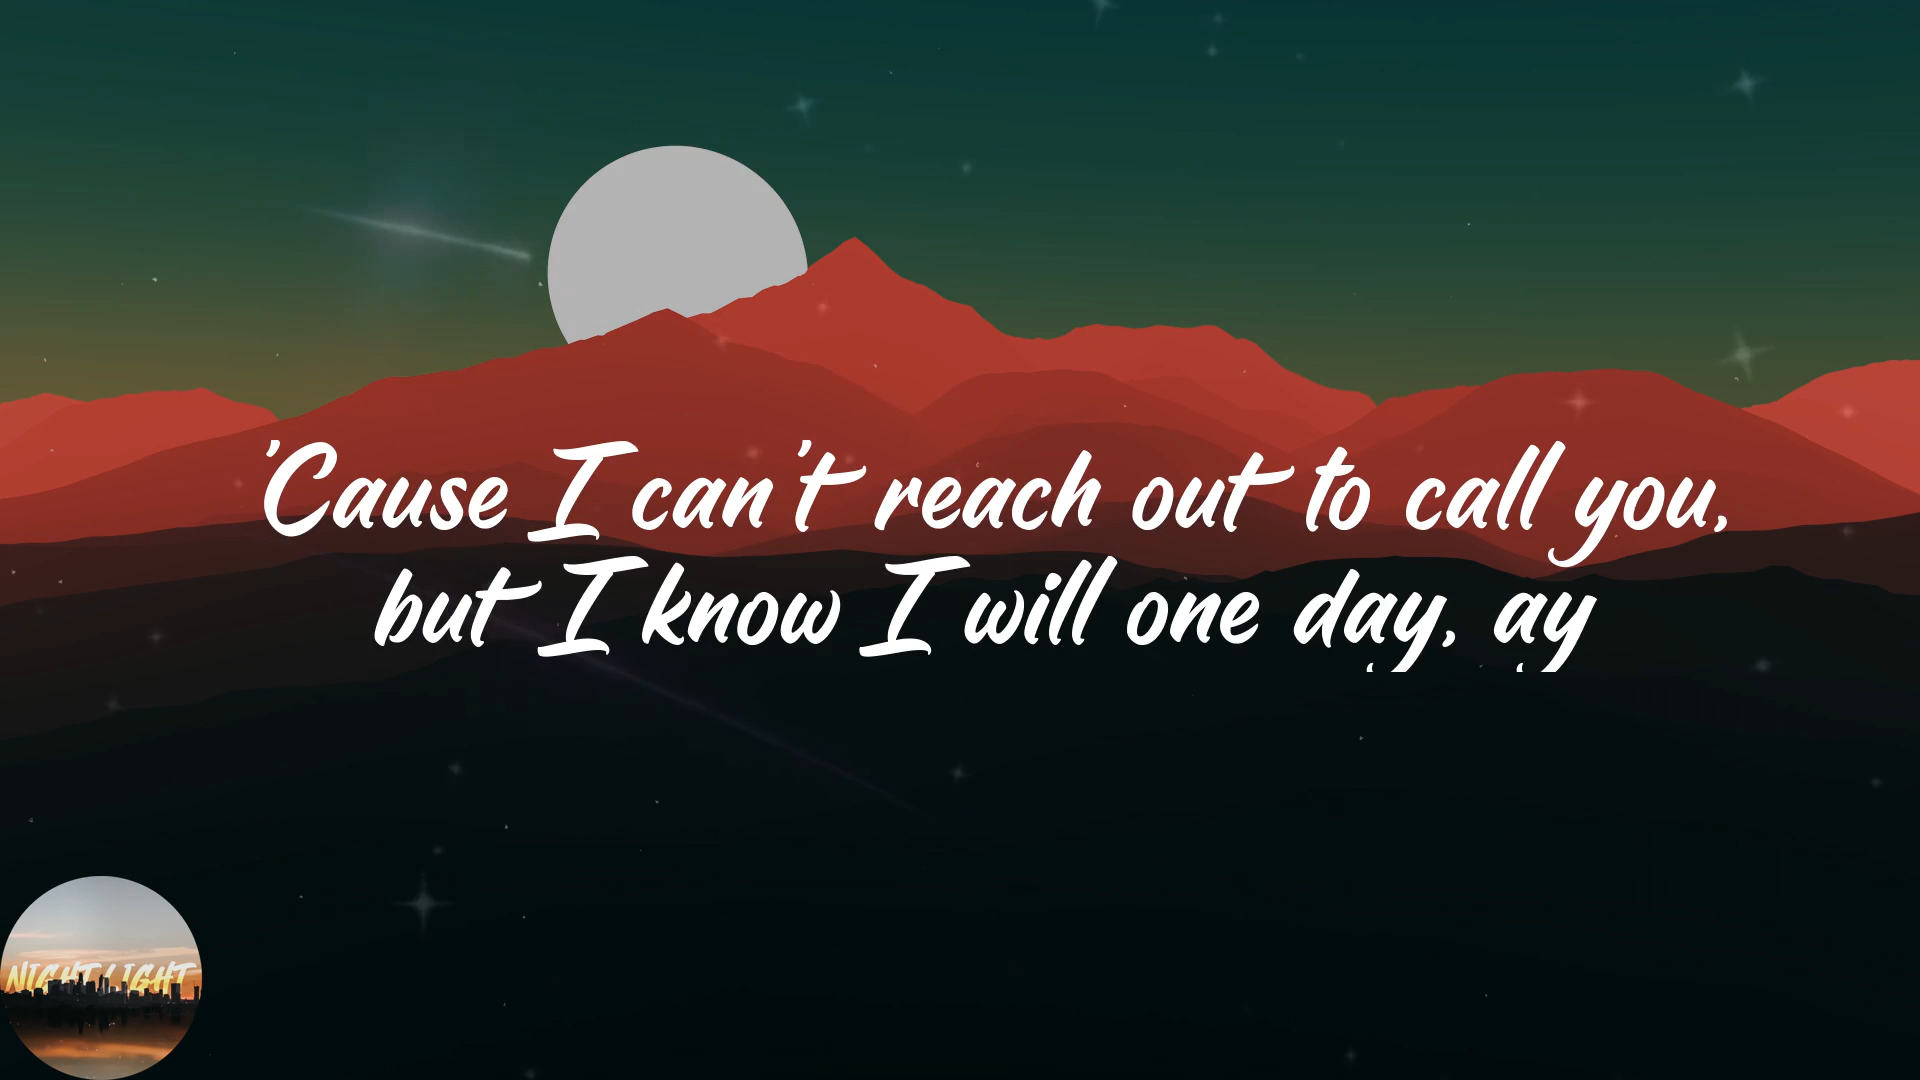 'Cause I can't reach out to call you,
but I know I will one day, ay
NIGHT LIGHT